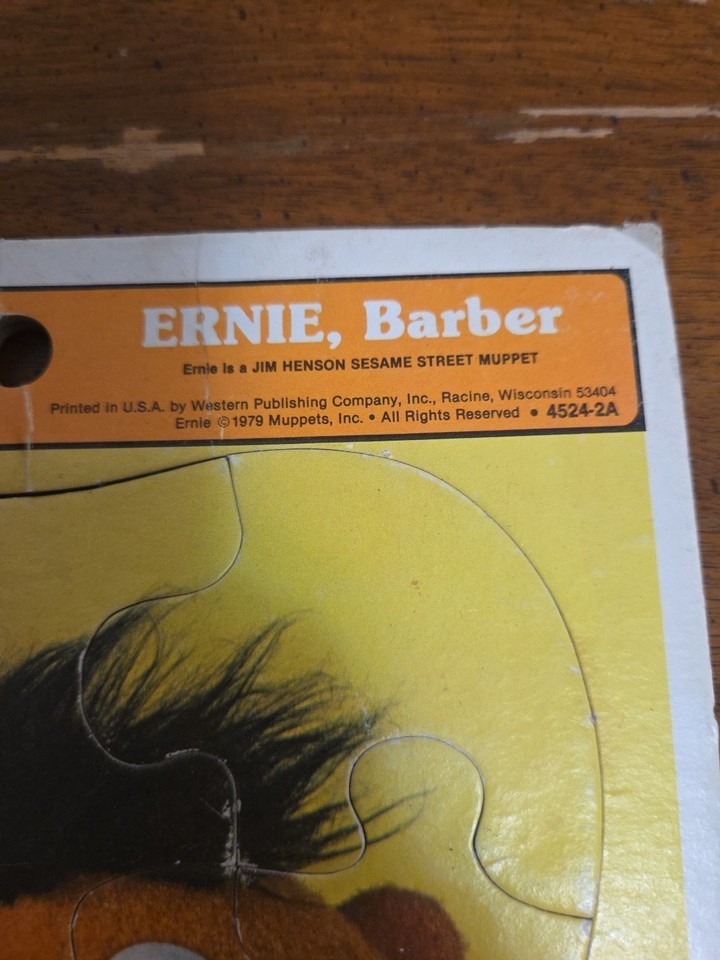 ERNIE, Barber
Ernie is a JIM HENSON SESAME STREET MUPPET
Printed in U.S.A. by Western Publishing Company, Inc., Racine, Wisconsin 53404
Ernie ©1979 Muppets, Inc. • All Rights Reserved • 4524-2A